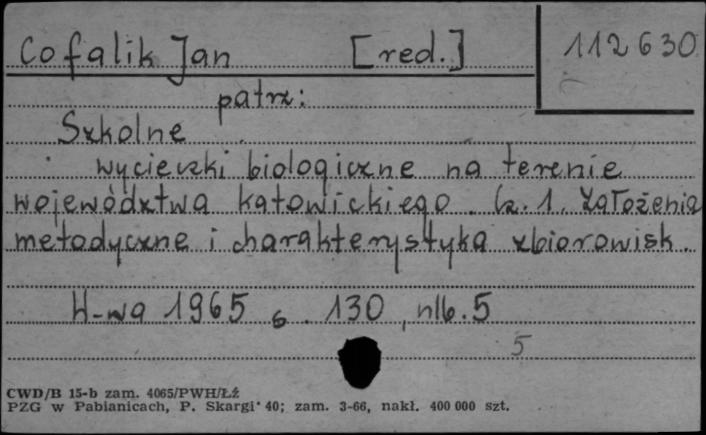 Cofalik Jan [red.] 112630
patrz:
Szkolne
wycieczki biologiczne na terenie
województwa katowickiego. Cz. 1. Założenia
metodyczne i charakterystyka zbiorowisk.
W-wa 1965 s. 130, nlb. 5
5
CWD/B 15-b zam. 4065/PWH/Łź
PZG w Pabianicach, P. Skargi 40; zam. 3-66, nakł. 400 000 szt.